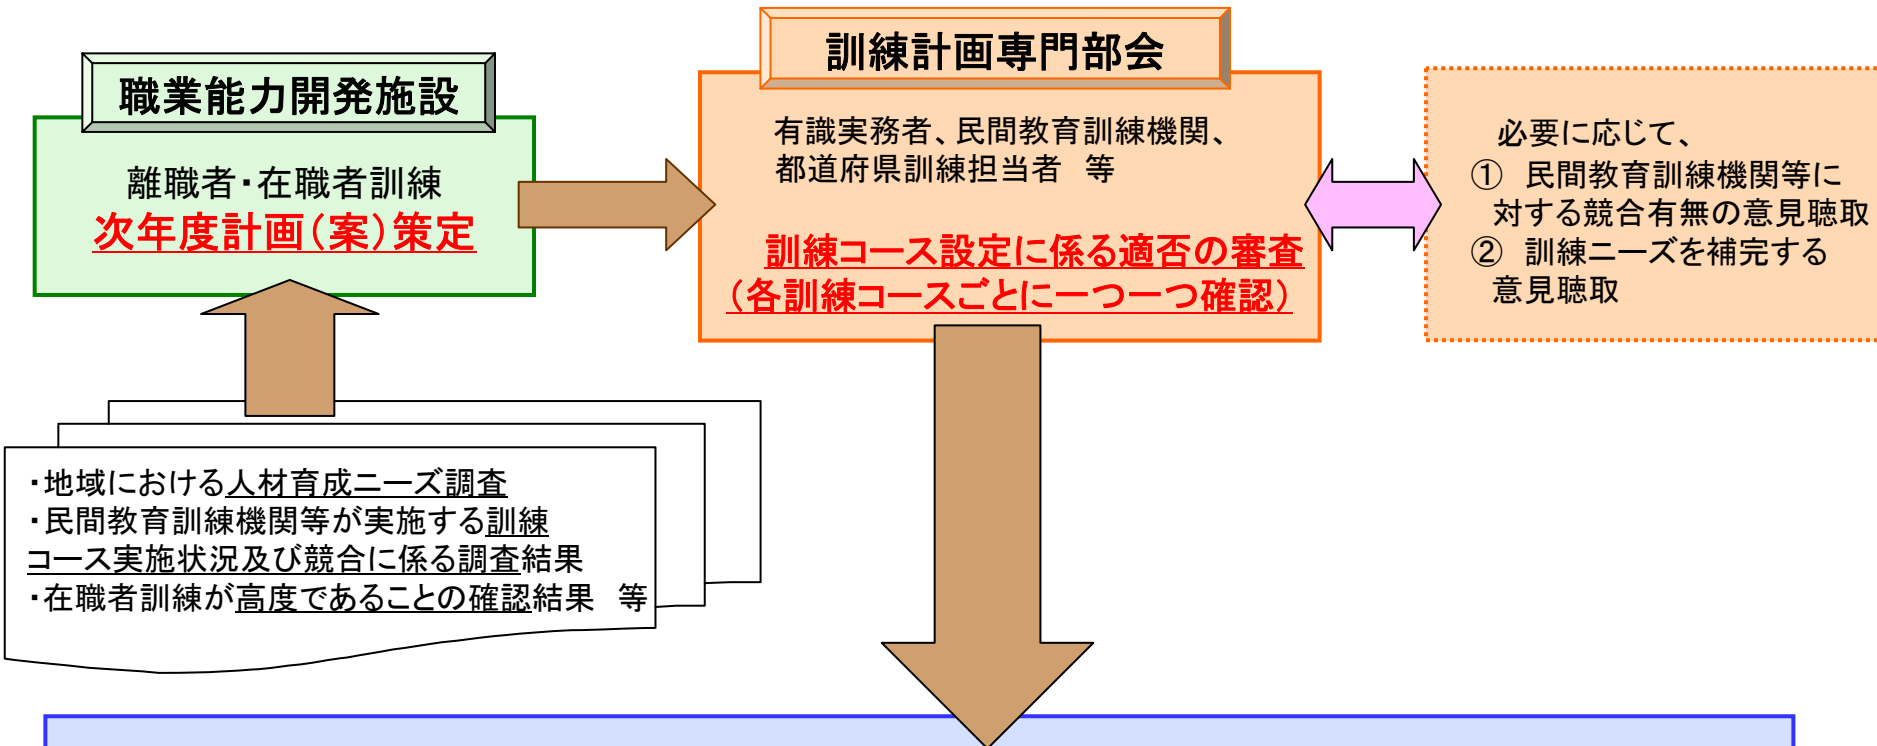 職業能力開発施設
離職者・在職者訓練
次年度計画(案)策定
訓練計画専門部会
有識実務者、民間教育訓練機関、
都道府県訓練担当者　等
訓練コース設定に係る適否の審査
(各訓練コースごとに一つ一つ確認)
必要に応じて、
①　民間教育訓練機関等に
対する競合有無の意見聴取
②　訓練ニーズを補完する
意見聴取
・地域における人材育成ニーズ調査
・民間教育訓練機関等が実施する訓練
コース実施状況及び競合に係る調査結果
・在職者訓練が高度であることの確認結果　等